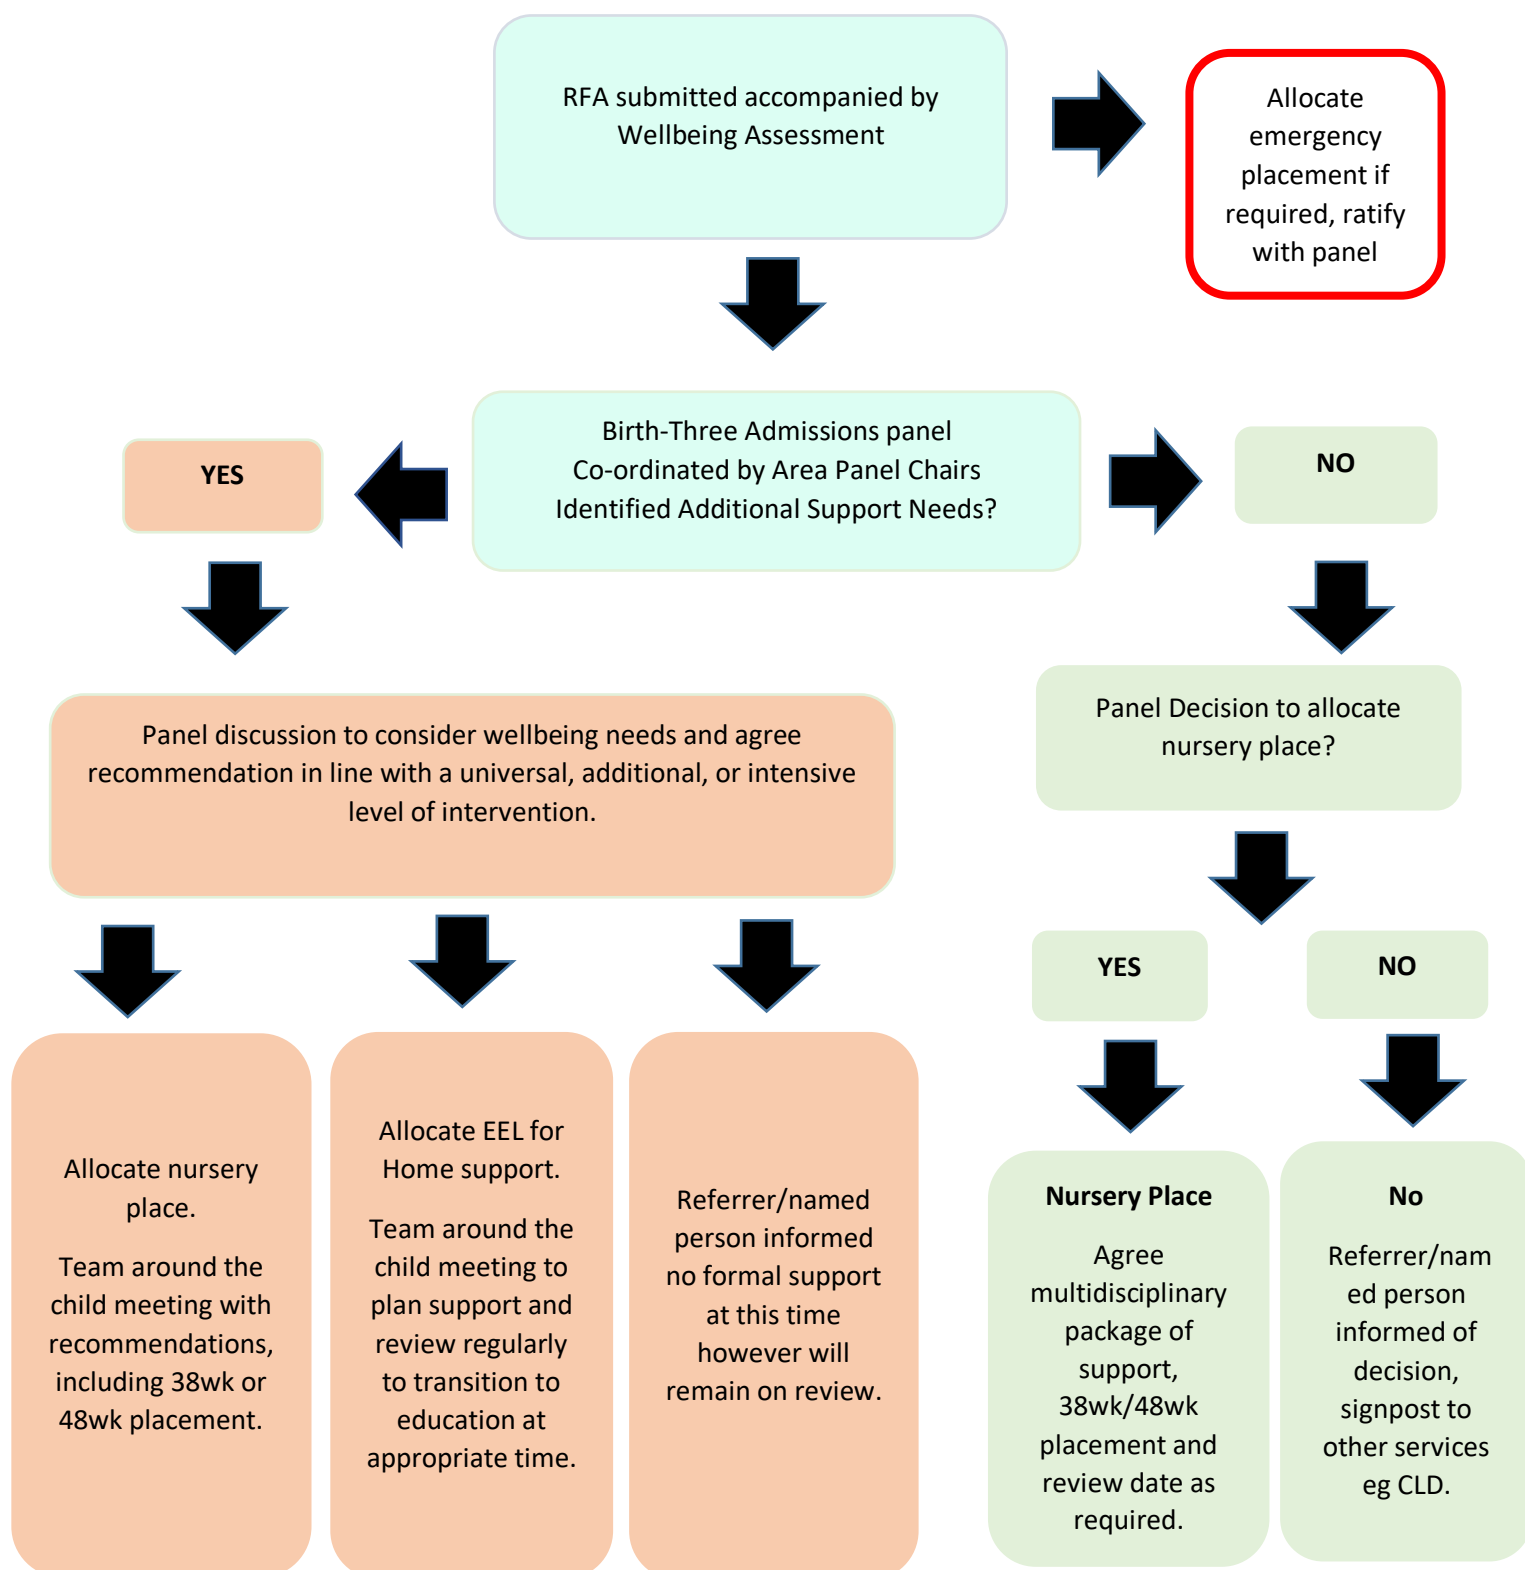 RFA submitted accompanied by
Wellbeing Assessment
Allocate
emergency
placement if
required, ratify
with panel
Birth-Three Admissions panel
Co-ordinated by Area Panel Chairs
Identified Additional Support Needs?
YES
NO
Panel discussion to consider wellbeing needs and agree
recommendation in line with a universal, additional, or intensive
level of intervention.
Panel Decision to allocate
nursery place?
YES
NO
Allocate nursery
place.
Team around the
child meeting with
recommendations,
including 38wk or
48wk placement.
Allocate EEL for
Home support.
Team around the
child meeting to
plan support and
review regularly
to transition to
education at
appropriate time.
Referrer/named
person informed
no formal support
at this time
however will
remain on review.
Nursery Place
Agree
multidisciplinary
package of
support,
38wk/48wk
placement and
review date as
required.
No
Referrer/nam
ed person
informed of
decision,
signpost to
other services
eg CLD.